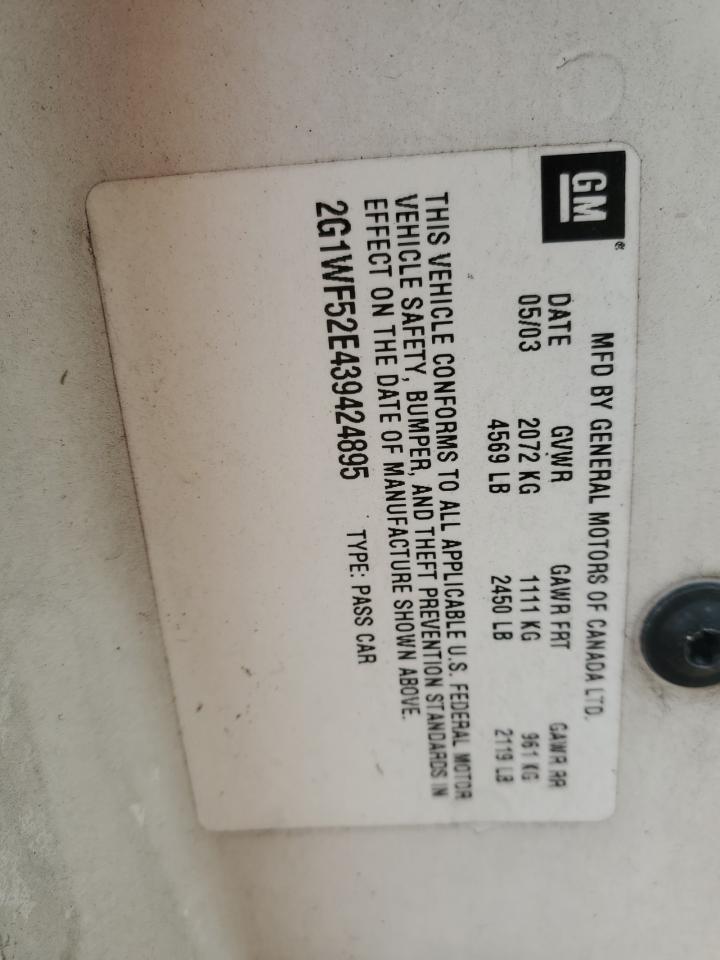 GM®
MFD BY GENERAL MOTORS OF CANADA LTD.
DATE GVWR GAWR FRT GAWR RR
05/03 2072 KG 1111 KG 961 KG
4569 LB 2450 LB 2119 LB
THIS VEHICLE CONFORMS TO ALL APPLICABLE U.S. FEDERAL MOTOR
VEHICLE SAFETY, BUMPER, AND THEFT PREVENTION STANDARDS IN
EFFECT ON THE DATE OF MANUFACTURE SHOWN ABOVE.
2G1WF52E439424895 TYPE: PASS CAR